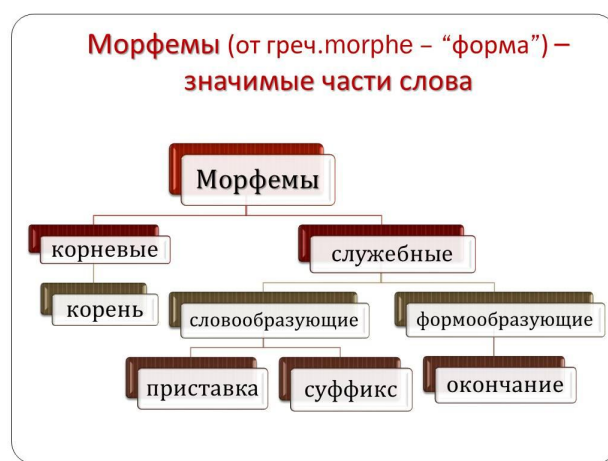 Морфемы (от греч.morphe – “форма”) –
значимые части слова
Морфемы
корневые
служебные
корень
словообразующие
формообразующие
приставка
суффикс
окончание